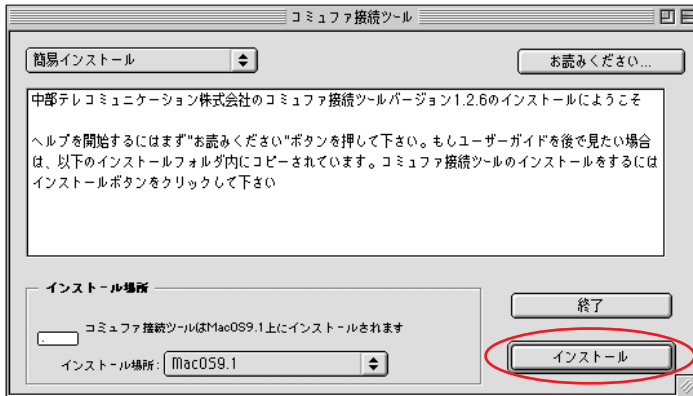 コミュファ接続ツール
簡易インストール
お読みください...
中部テレコミュニケーション株式会社のコミュファ接続ツールバージョン1.2.6のインストールにようこそ
ヘルプを開始するにはまず"お読みください"ボタンを押して下さい。もしユーザーガイドを後で見たい場合
は、以下のインストールフォルダ内にコピーされています。コミュファ接続ツールのインストールをするには
インストールボタンをクリックして下さい
インストール場所
コミュファ接続ツールはMacOS9.1上にインストールされます
インストール場所: MacOS9.1
終了
インストール